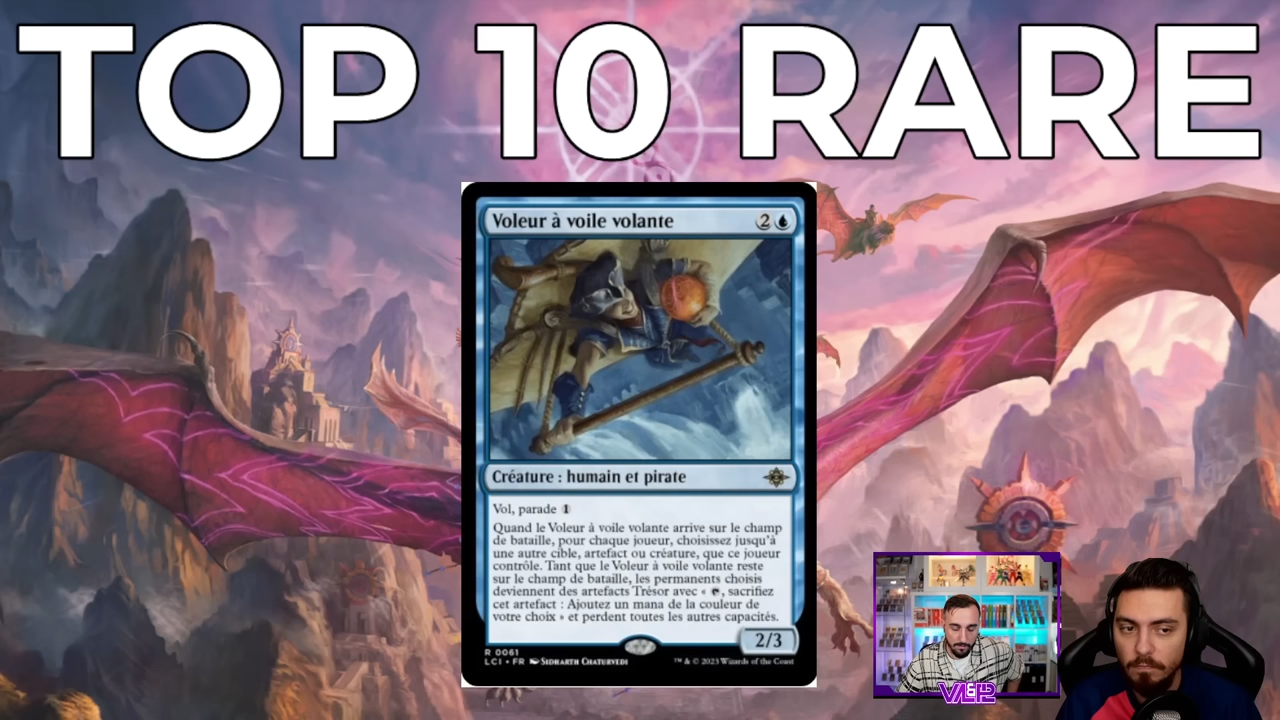 TOP 10 RARE
Voleur à voile volante 2
Créature : humain et pirate
Vol, parade 1
Quand le Voleur à voile volante arrive sur le champ
de bataille, pour chaque joueur, choisissez jusqu'à
une autre cible, artefact ou créature, que ce joueur
contrôle. Tant que le Voleur à voile volante reste
sur le champ de bataille, les permanents choisis
deviennent des artefacts Trésor avec « , sacrifiez
cet artefact : Ajoutez un mana de la couleur de
votre choix » et perdent toutes les autres capacités.
2/3
R 0061
LCI • FR SIDHARTH CHATURVEDI ™ & © 2023 Wizards of the Coast